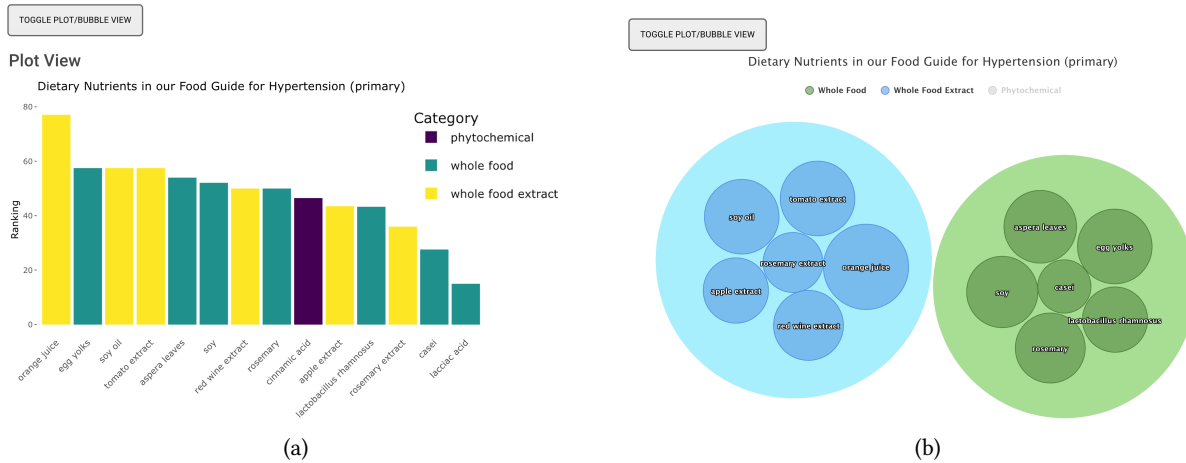 TOGGLE PLOT/BUBBLE VIEW
Plot View
Dietary Nutrients in our Food Guide for Hypertension (primary)
80
60
40
20
0
Ranking
Category
phytochemical
whole food
whole food extract
orange juice
egg yolks
soy oil
tomato extract
aspera leaves
soy
red wine extract
rosemary
cinnamic acid
apple extract
lactobacillus rhamnosus
rosemary extract
casei
lacciac acid
(a)
TOGGLE PLOT/BUBBLE VIEW
Dietary Nutrients in our Food Guide for Hypertension (primary)
Whole Food Whole Food Extract Phytochemical
tomato extract
soy oil
rosemary extract
orange juice
apple extract
red wine extract
aspera leaves
egg yolks
casei
soy
lactobacillus rhamnosus
rosemary
(b)